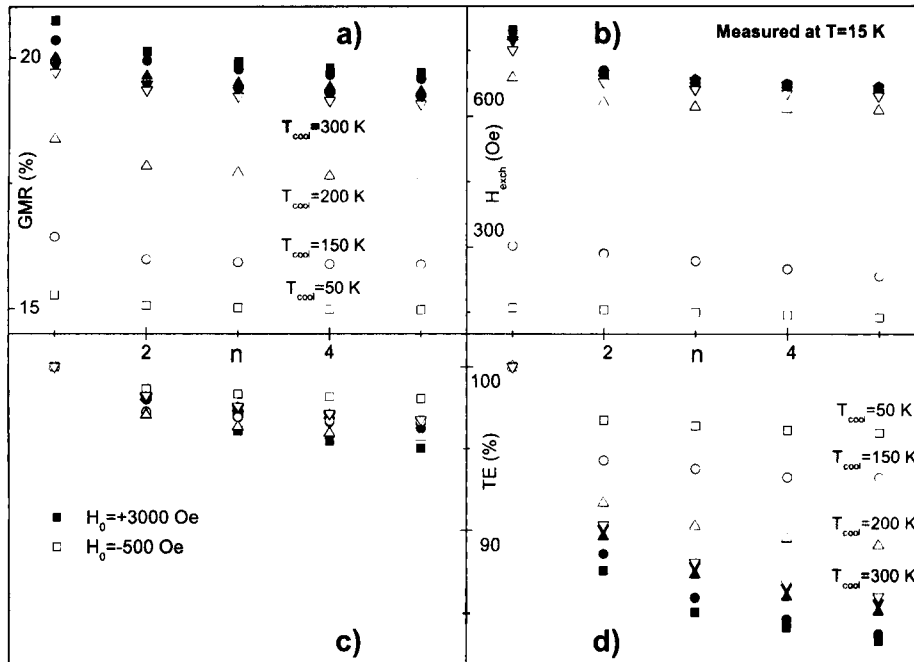 a)
b)
Measured at T=15 K
20
15
GMR (%)
T_cool=300 K
T_cool=200 K
T_cool=150 K
T_cool=50 K
600
300
H_exch (Oe)
2 n 4
2 n 4
100
90
TE (%)
H_0=+3000 Oe
H_0=-500 Oe
T_cool=50 K
T_cool=150 K
T_cool=200 K
T_cool=300 K
c)
d)